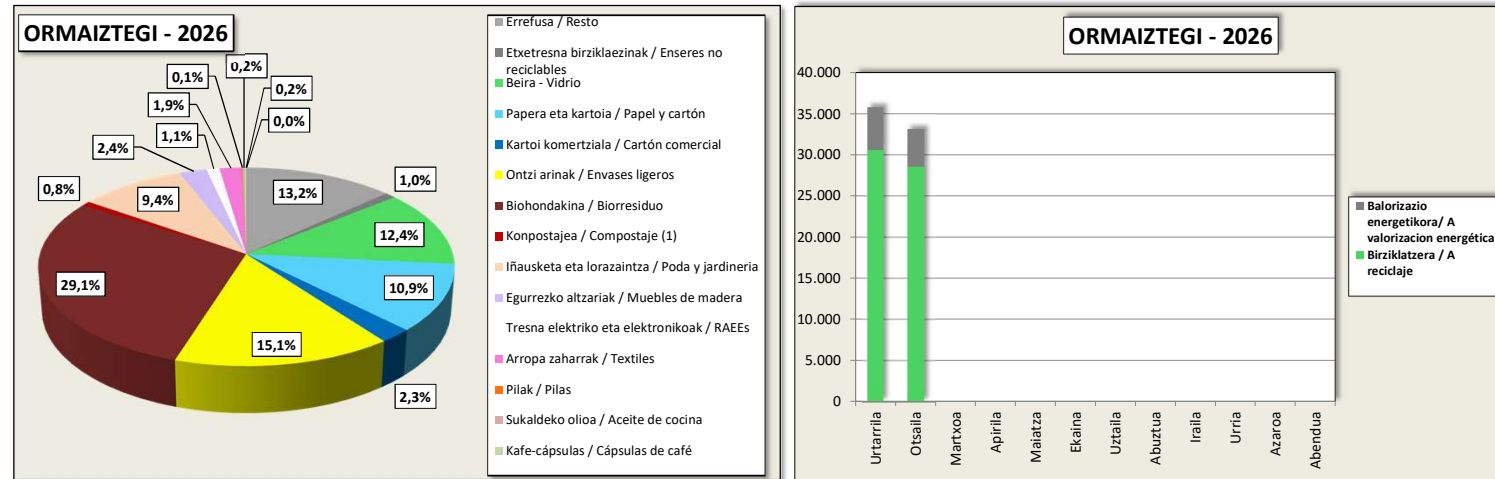 ORMAIZTEGI - 2026
0,2%
0,1%
0,2%
1,9%
0,0%
1,1%
2,4%
0,8%
9,4%
13,2%
1,0%
12,4%
10,9%
29,1%
15,1%
2,3%
Errefusa / Resto
Etxetresna birziklaezinak / Enseres no
reciclables
Beira - Vidrio
Papera eta kartoia / Papel y cartón
Kartoi komertziala / Cartón comercial
Ontzi arinak / Envases ligeros
Biohondakina / Biorresiduo
Konpostajea / Compostaje (1)
Iñausketa eta lorazaintza / Poda y jardineria
Egurrezko altzariak / Muebles de madera
Tresna elektriko eta elektronikoak / RAEEs
Arropa zaharrak / Textiles
Pilak / Pilas
Sukaldeko olioa / Aceite de cocina
Kafe-cápsulas / Cápsulas de café
ORMAIZTEGI - 2026
40.000
35.000
30.000
25.000
20.000
15.000
10.000
5.000
0
Urtarrila
Otsaila
Martxoa
Apirila
Maiatza
Ekaina
Uztaila
Abuztua
Iraila
Urria
Azaroa
Abendua
Balorizazio
energetikora/ A
valorizacion energética
Birziklatzera / A
reciclaje